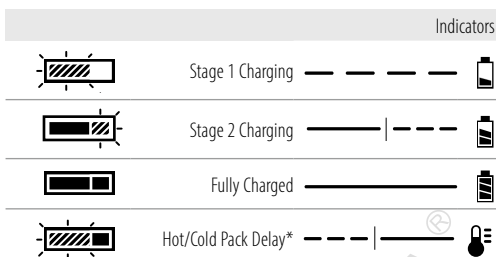 Indicators
Stage 1 Charging
Stage 2 Charging
Fully Charged
Hot/Cold Pack Delay*
®